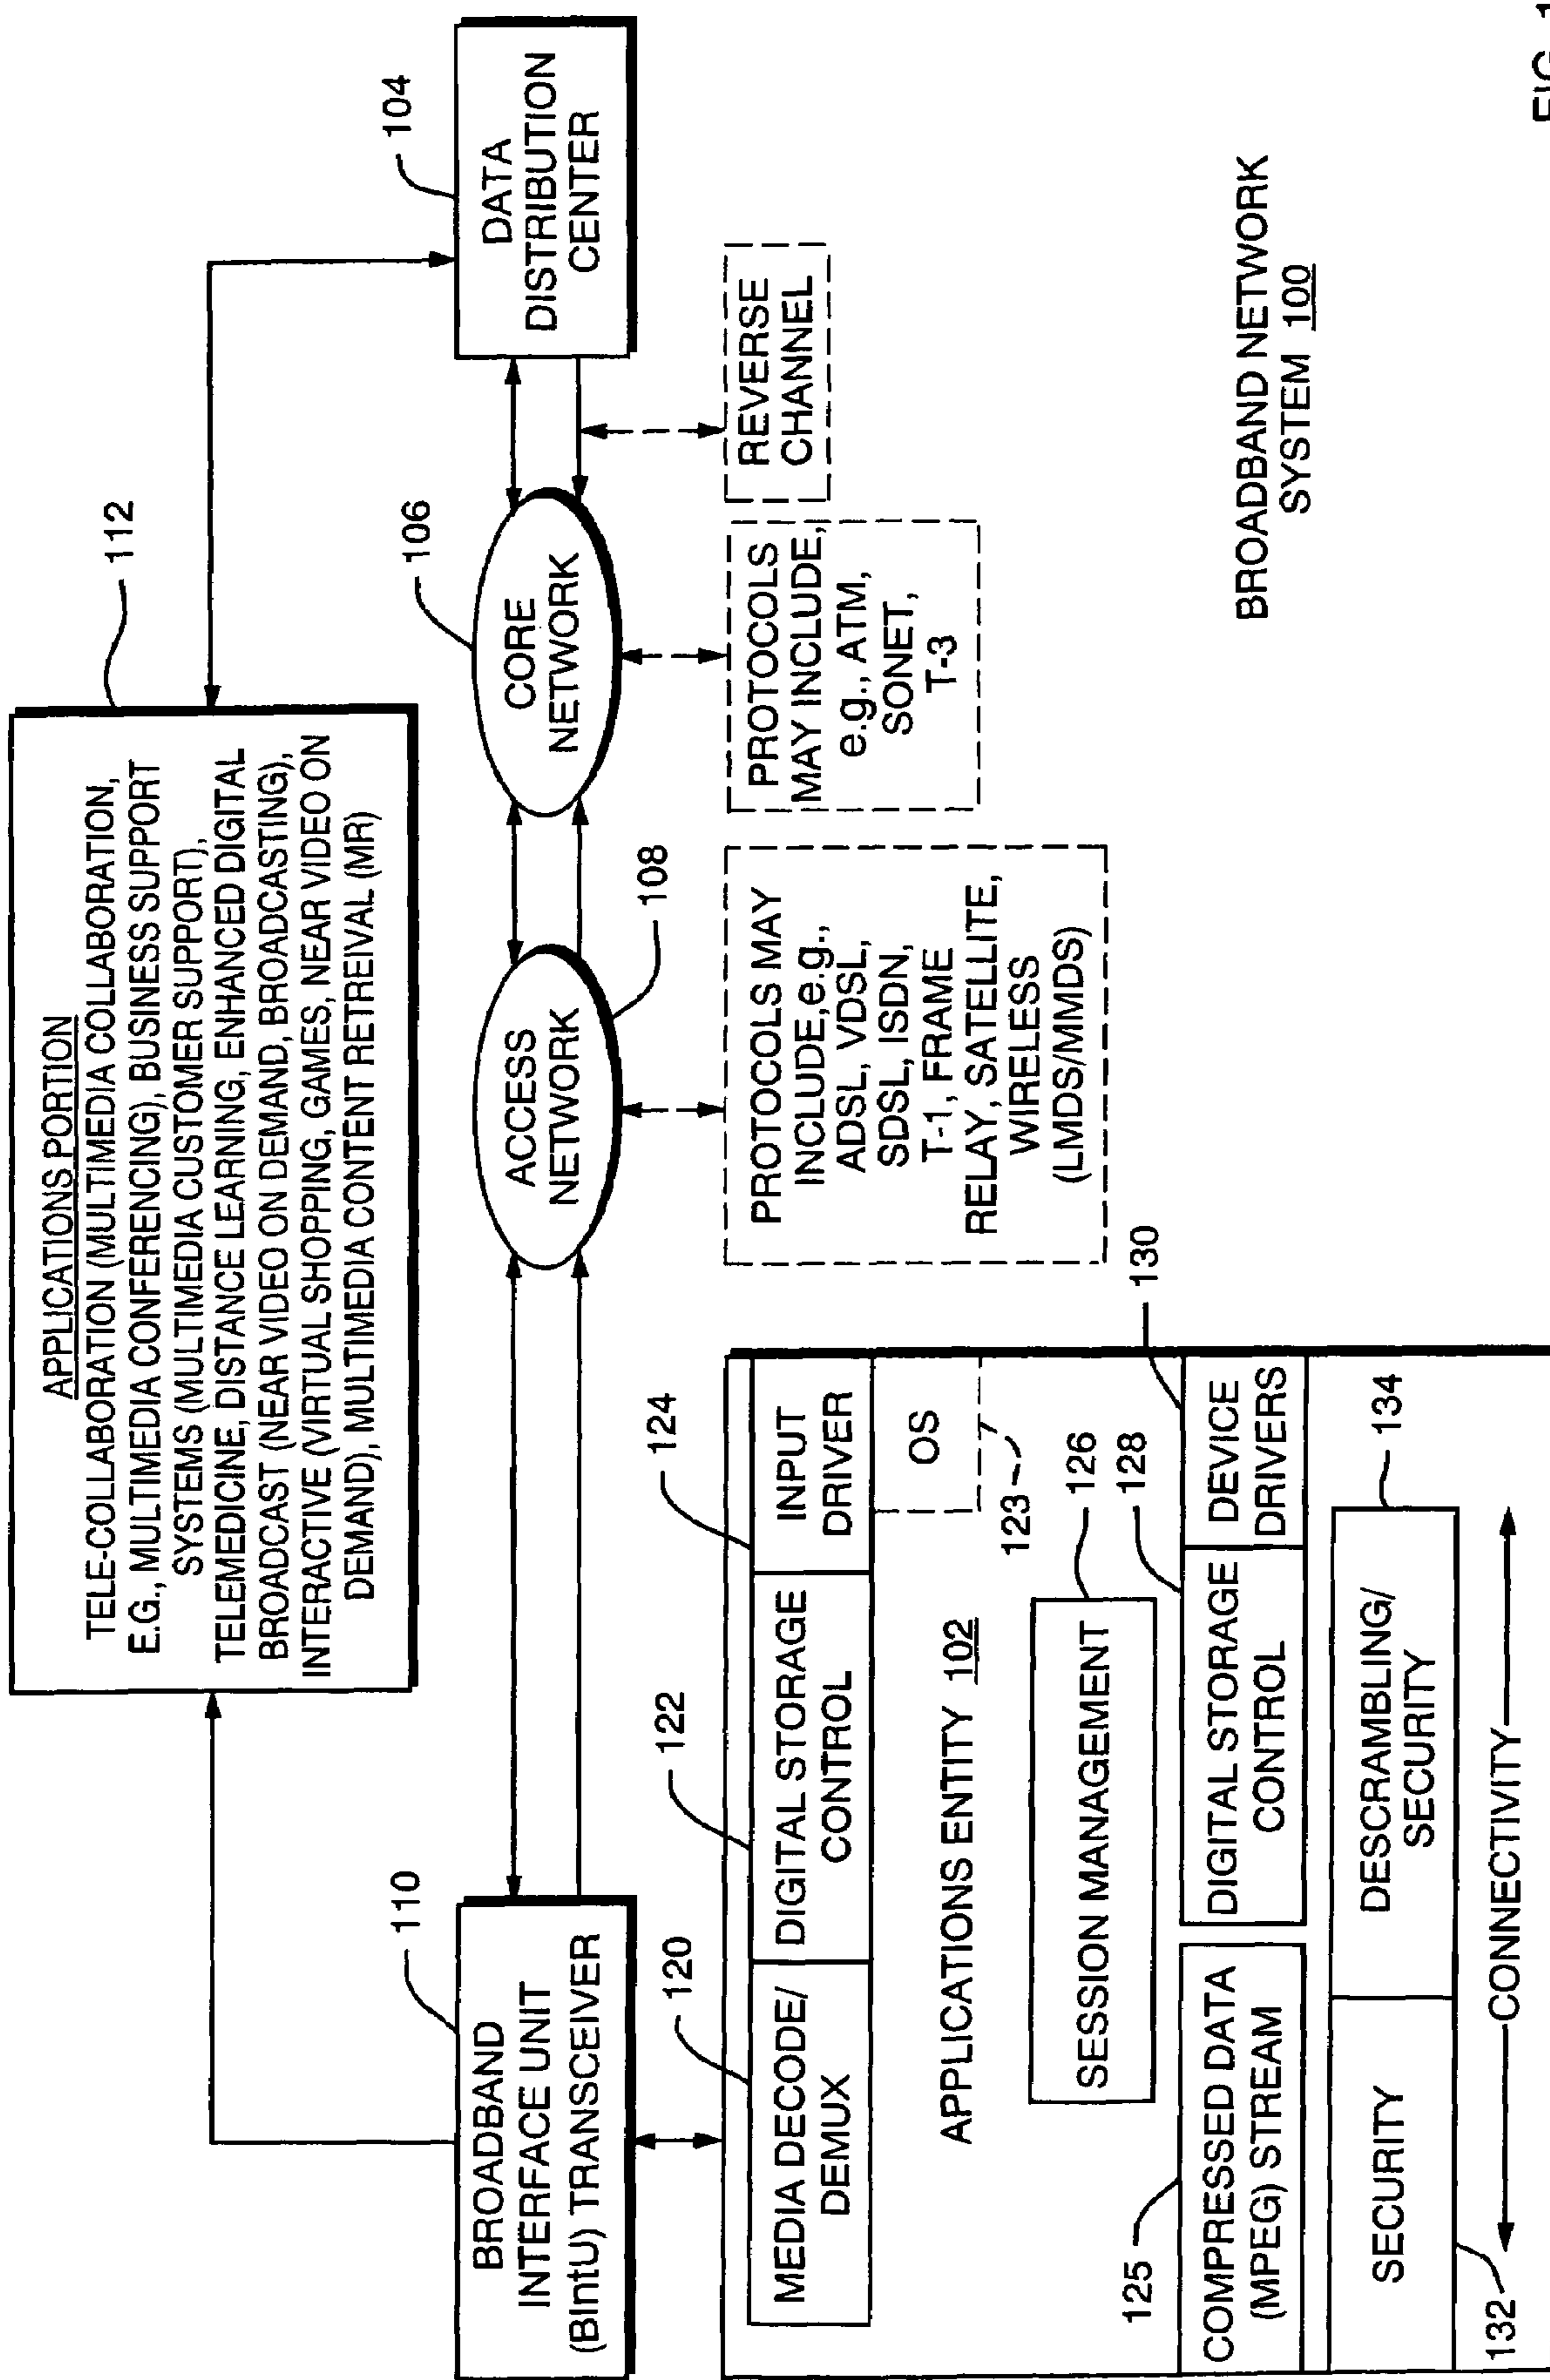 APPLICATIONS PORTION
TELE-COLLABORATION (MULTIMEDIA COLLABORATION,
E.G., MULTIMEDIA CONFERENCING), BUSINESS SUPPORT
SYSTEMS (MULTIMEDIA CUSTOMER SUPPORT),
TELEMEDICINE, DISTANCE LEARNING, ENHANCED DIGITAL
BROADCAST (NEAR VIDEO ON DEMAND, BROADCASTING),
INTERACTIVE (VIRTUAL SHOPPING, GAMES, NEAR VIDEO ON
DEMAND), MULTIMEDIA CONTENT RETREIVAL (MR)
112
110
BROADBAND
INTERFACE UNIT
(BIntU) TRANSCEIVER
ACCESS
NETWORK
108
CORE
NETWORK
106
DATA
DISTRIBUTION
CENTER
104
PROTOCOLS MAY
INCLUDE,e.g.,
ADSL, VDSL,
SDSL, ISDN,
T-1, FRAME
RELAY, SATELLITE,
WIRELESS
(LMDS/MMDS)
PROTOCOLS
MAY INCLUDE,
e.g., ATM,
SONET,
T-3
REVERSE
CHANNEL
120
122
124
MEDIA DECODE/
DEMUX
DIGITAL STORAGE
CONTROL
INPUT
DRIVER
OS
123
APPLICATIONS ENTITY 102
SESSION MANAGEMENT
126
125
128
130
COMPRESSED DATA
(MPEG) STREAM
DIGITAL STORAGE
CONTROL
DEVICE
DRIVERS
SECURITY
DESCRAMBLING/
SECURITY
134
132
CONNECTIVITY
BROADBAND NETWORK
SYSTEM 100
FIG. 1